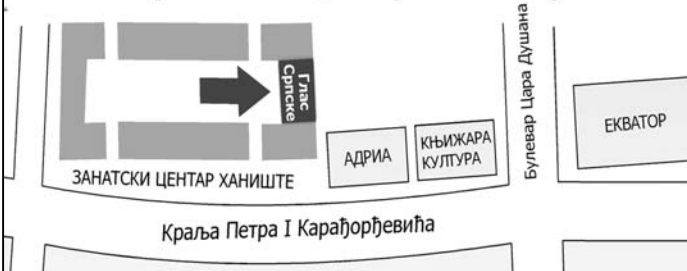 Глас
Српске
Булевар Цара Душана
ЕКВАТОР
АДРИА
КЊИЖАРА
КУЛТУРА
ЗАНАТСКИ ЦЕНТАР ХАНИШТЕ
Краља Петра I Карађорђевића